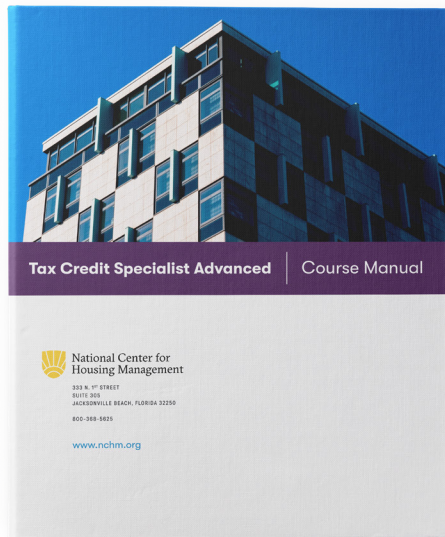 Tax Credit Specialist Advanced | Course Manual
National Center for
Housing Management
333 N. 1ST STREET
SUITE 305
JACKSONVILLE BEACH, FLORIDA 32250
800-368-5625
www.nchm.org